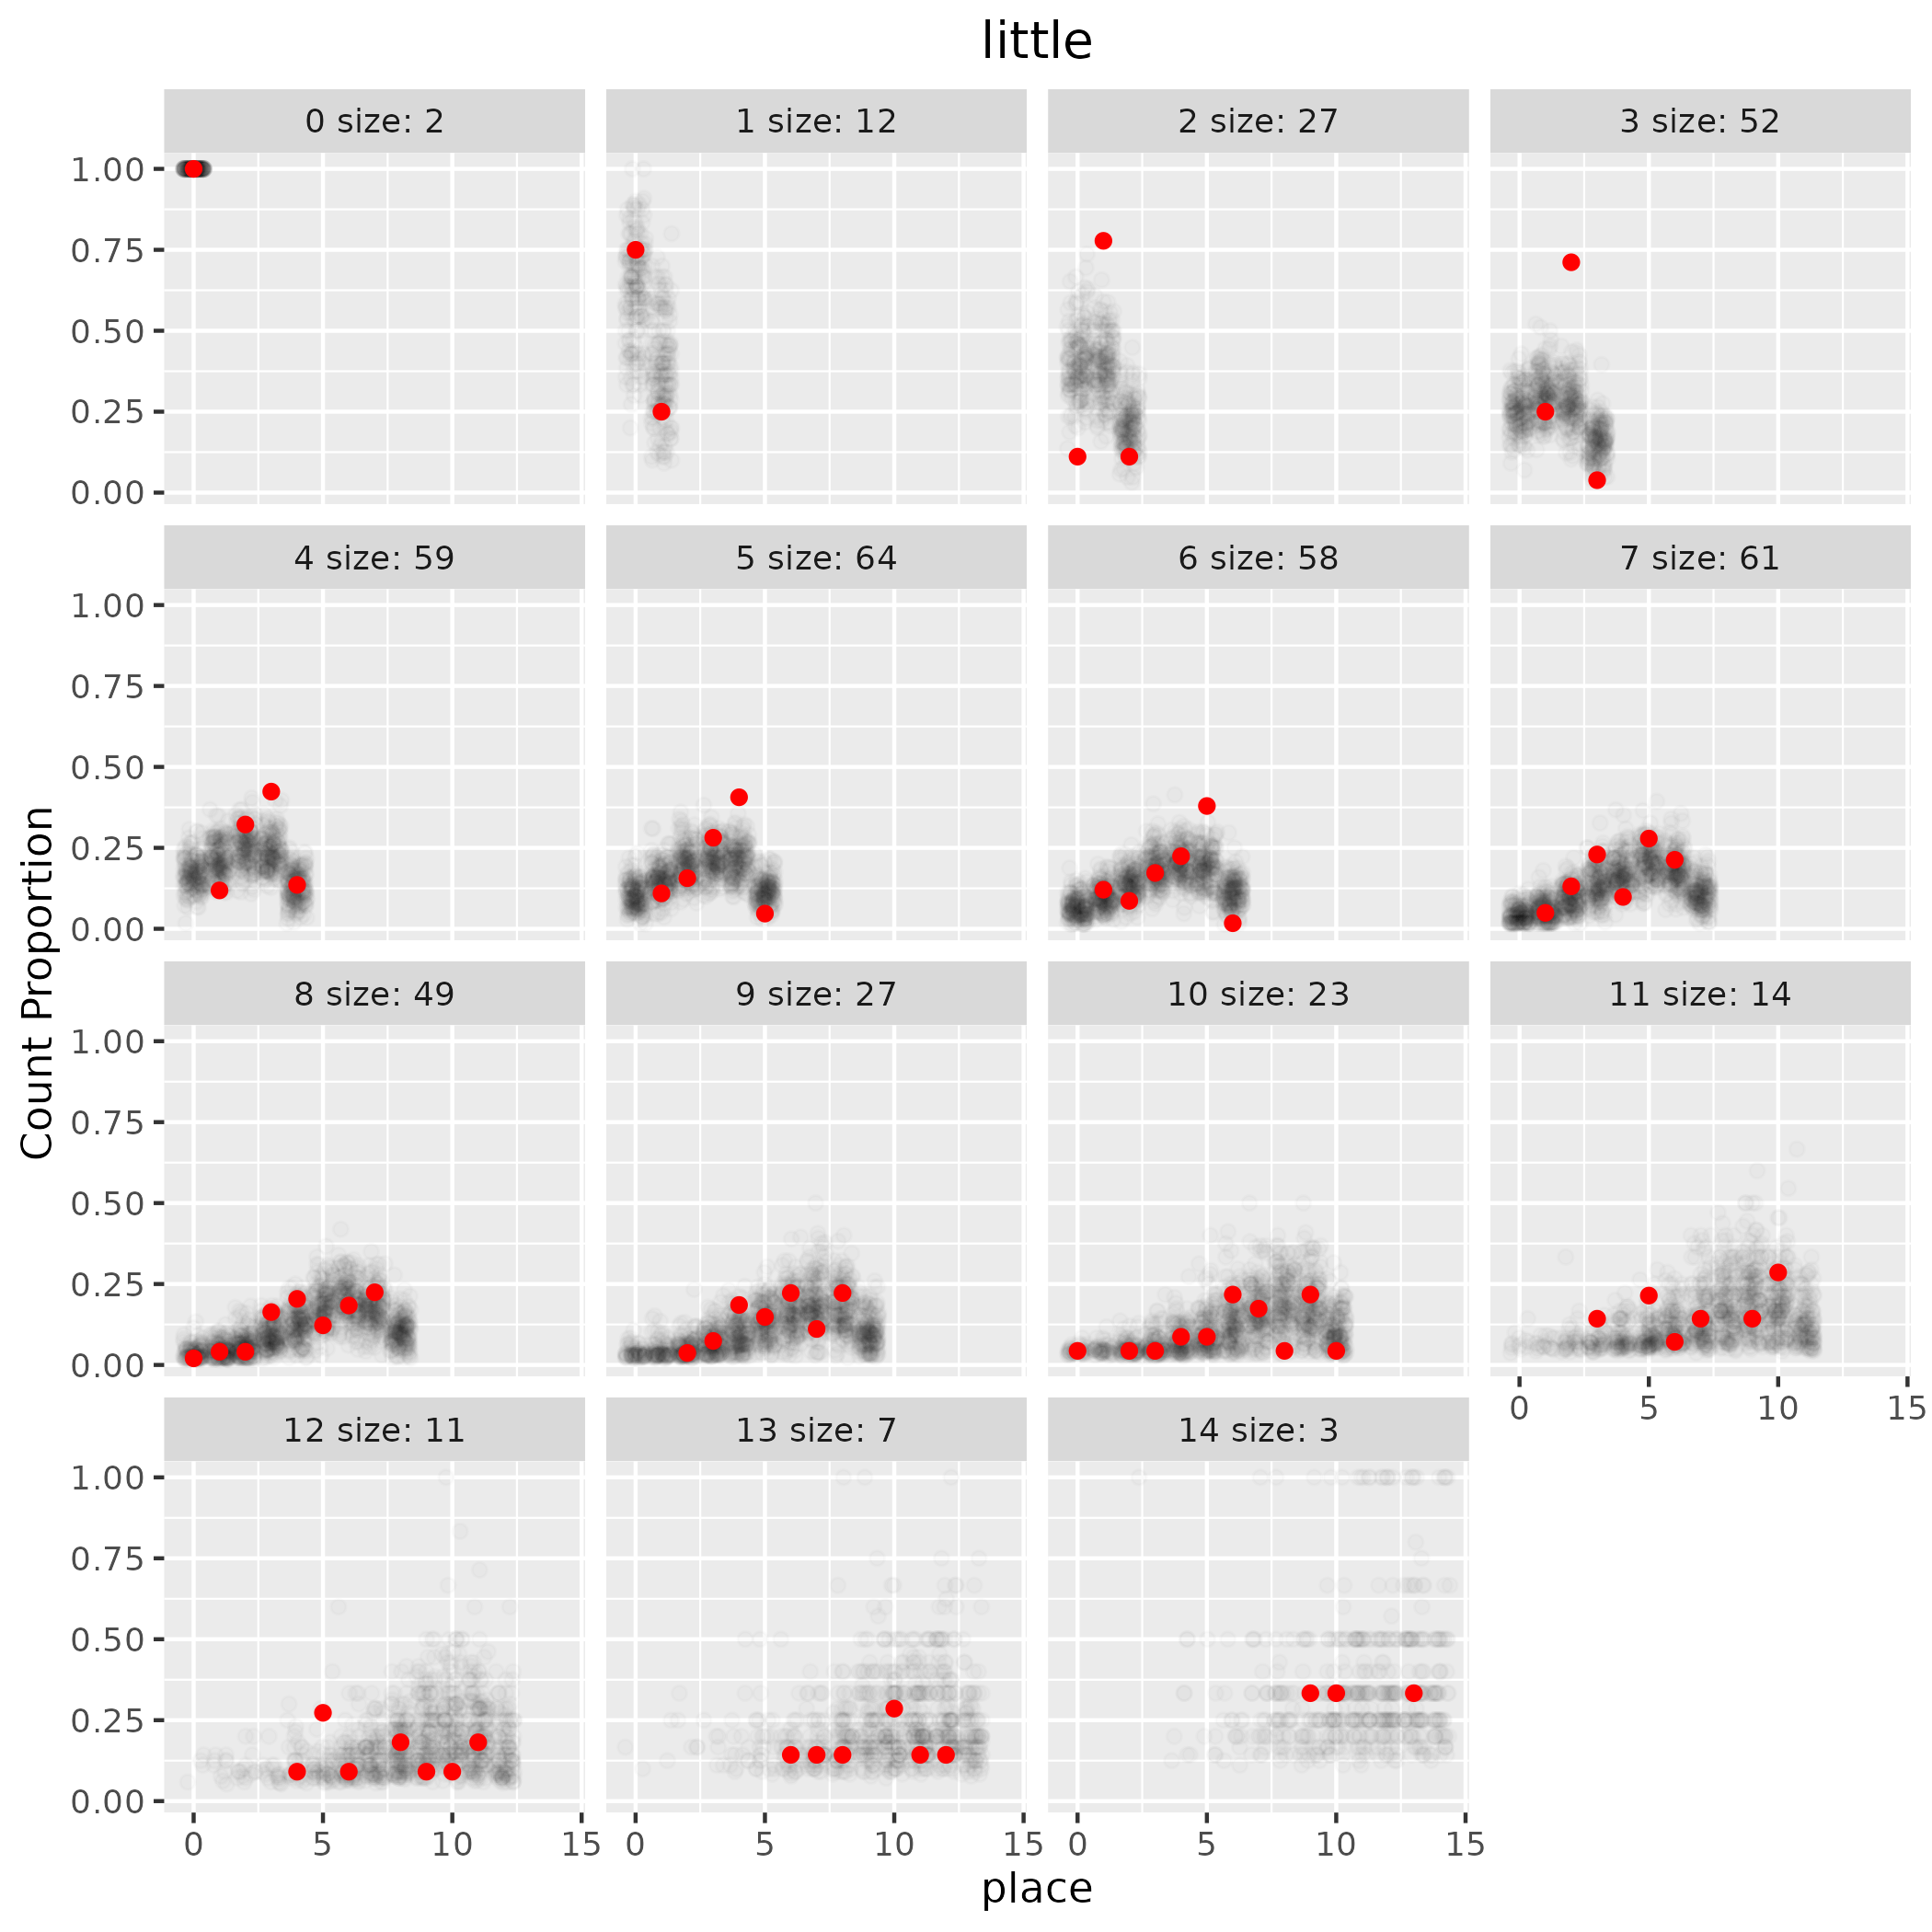 little
0 size: 2
1 size: 12
2 size: 27
3 size: 52
1.00
0.75
0.50
0.25
0.00
4 size: 59
5 size: 64
6 size: 58
7 size: 61
1.00
0.75
0.50
0.25
0.00
Count Proportion
8 size: 49
9 size: 27
10 size: 23
11 size: 14
1.00
0.75
0.50
0.25
0.00
0 5 10 15
12 size: 11
13 size: 7
14 size: 3
1.00
0.75
0.50
0.25
0.00
0 5 10 15
0 5 10 15
0 5 10 15
place